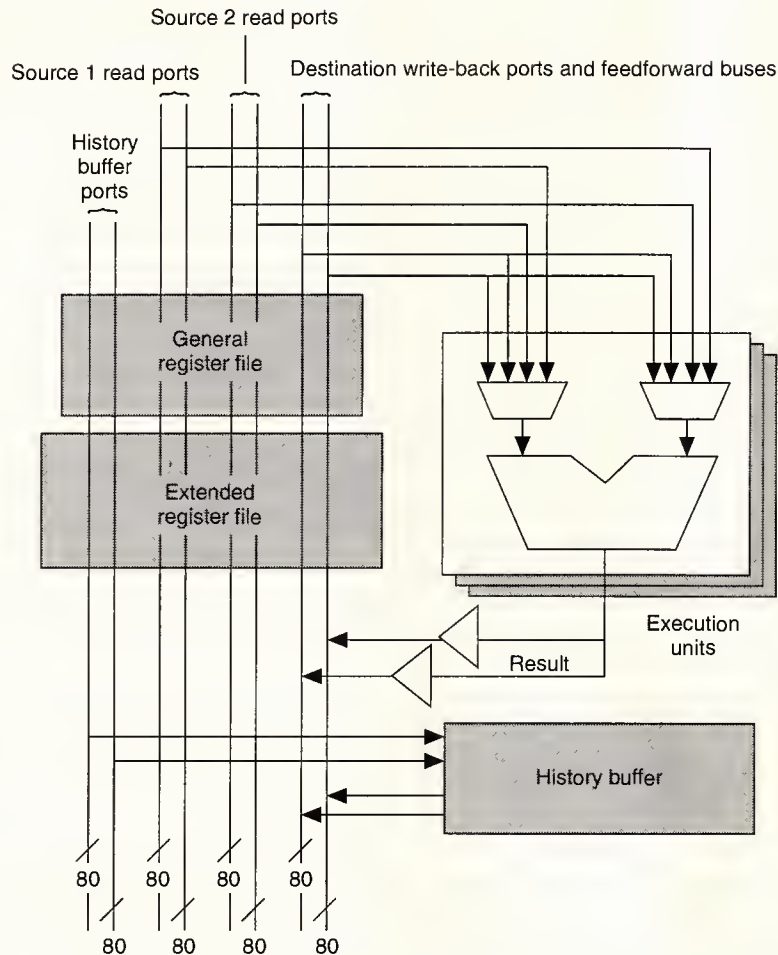 Source 2 read ports
Source 1 read ports
Destination write-back ports and feedforward buses
History
buffer
ports
General
register file
Extended
register file
Execution
units
Result
History buffer
80
80
80
80
80
80
80
80